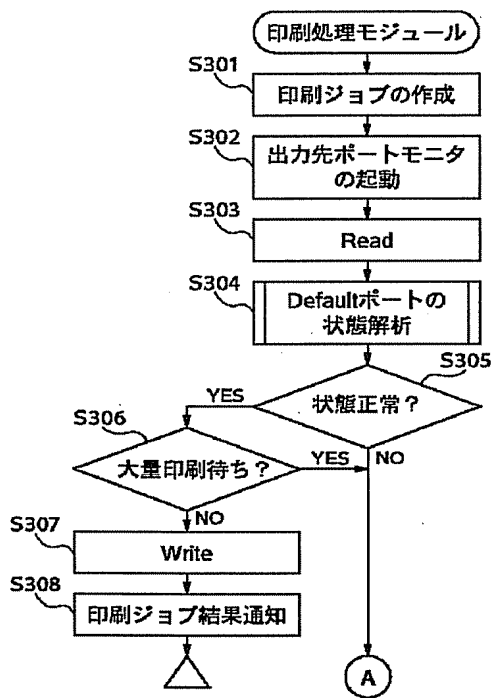 印刷処理モジュール
S301
印刷ジョブの作成
S302
出力先ポートモニタ
の起動
S303
Read
S304
Defaultポートの
状態解析
S305
状態正常？
YES
NO
S306
大量印刷待ち？
YES
NO
S307
Write
S308
印刷ジョブ結果通知
A